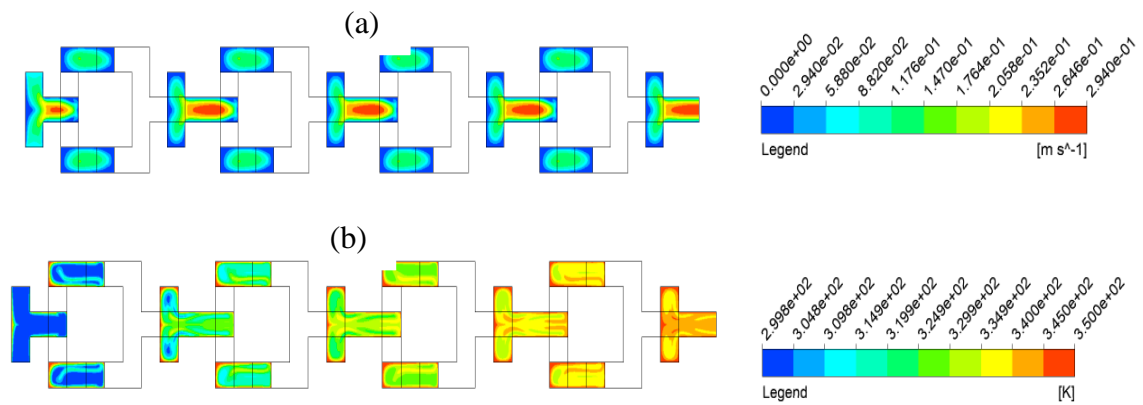 (a)
0.000e+00
2.940e-02
5.880e-02
8.820e-02
1.176e-01
1.470e-01
1.764e-01
2.058e-01
2.352e-01
2.646e-01
2.940e-01
Legend [m s^-1]
(b)
2.998e+02
3.048e+02
3.098e+02
3.149e+02
3.199e+02
3.249e+02
3.299e+02
3.349e+02
3.400e+02
3.450e+02
3.500e+02
Legend [K]